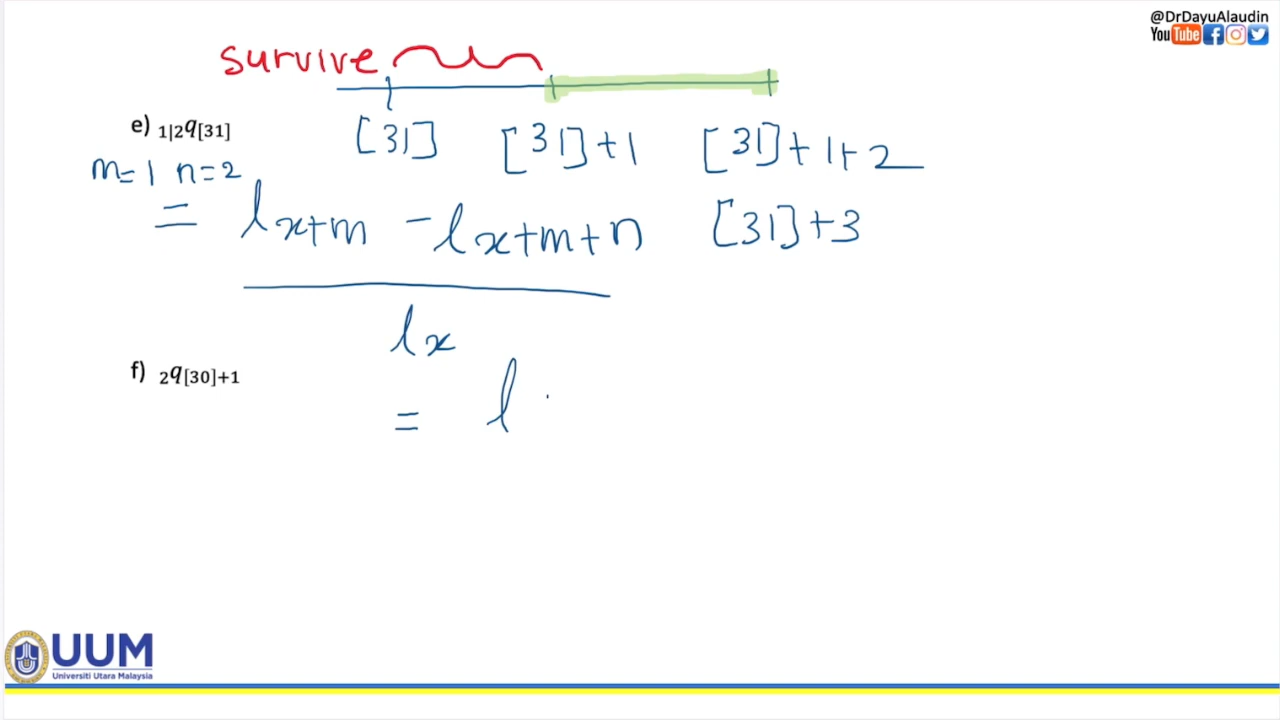 @DrDayuAlaudin
YouTube
survive
e) 1|2q[31]
[31] [31]+1 [31]+1+2
m=1 n=2
= lx+m - lx+m+n [31]+3
lx
f) 2q[30]+1
= l
UUM
Universiti Utara Malaysia